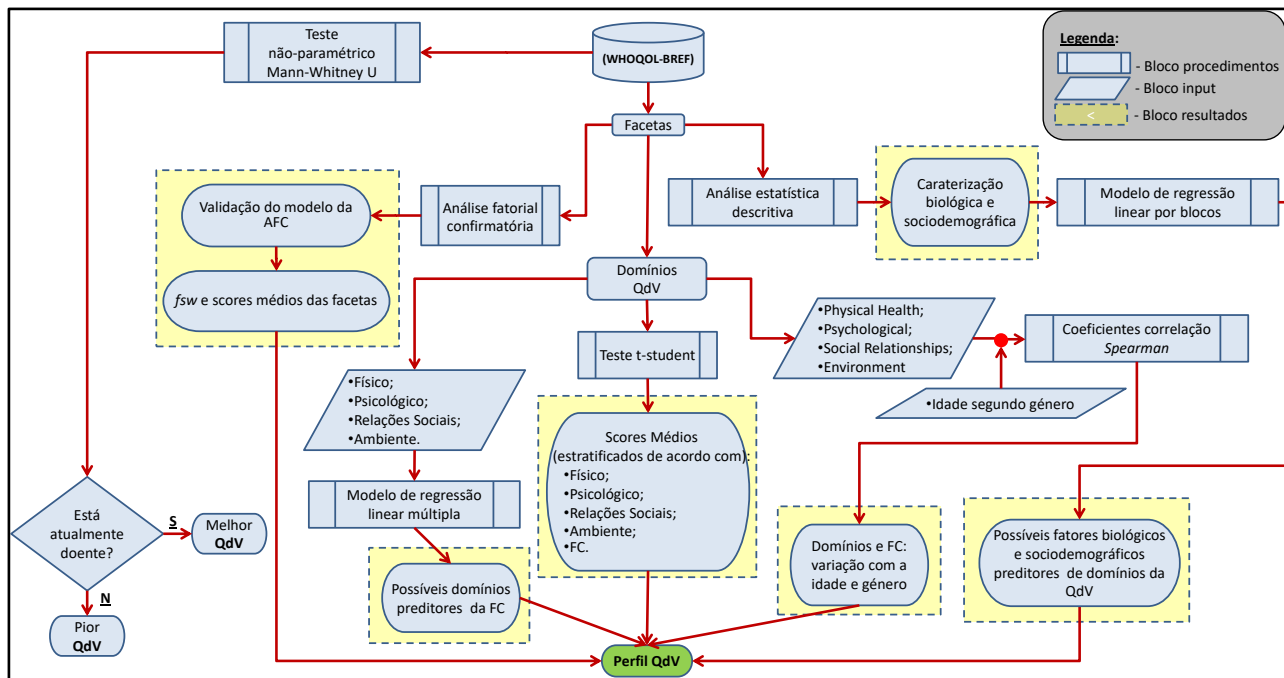 Teste
não-paramétrico
Mann-Whitney U
(WHOQOL-BREF)
Legenda:
- Bloco procedimentos
- Bloco input
<
- Bloco resultados
Facetas
Validação do modelo da
AFC
Análise fatorial
confirmatória
Análise estatística
descritiva
Caraterização
biológica e
sociodemográfica
Modelo de regressão
linear por blocos
fsw e scores médios das facetas
Domínios
QdV
•Physical Health;
•Psychological;
•Social Relationships;
•Environment
Coeficientes correlação
Spearman
Teste t-student
•Idade segundo género
•Físico;
•Psicológico;
•Relações Sociais;
•Ambiente.
Scores Médios
(estratificados de acordo com):
•Físico;
•Psicológico;
•Relações Sociais;
•Ambiente;
•FC.
Modelo de regressão
linear múltipla
Está
atualmente
doente?
S
Melhor
QdV
N
Pior
QdV
Possíveis domínios
preditores da FC
Domínios e FC:
variação com a
idade e género
Possíveis fatores biológicos
e sociodemográficos
preditores de domínios da
QdV
Perfil QdV